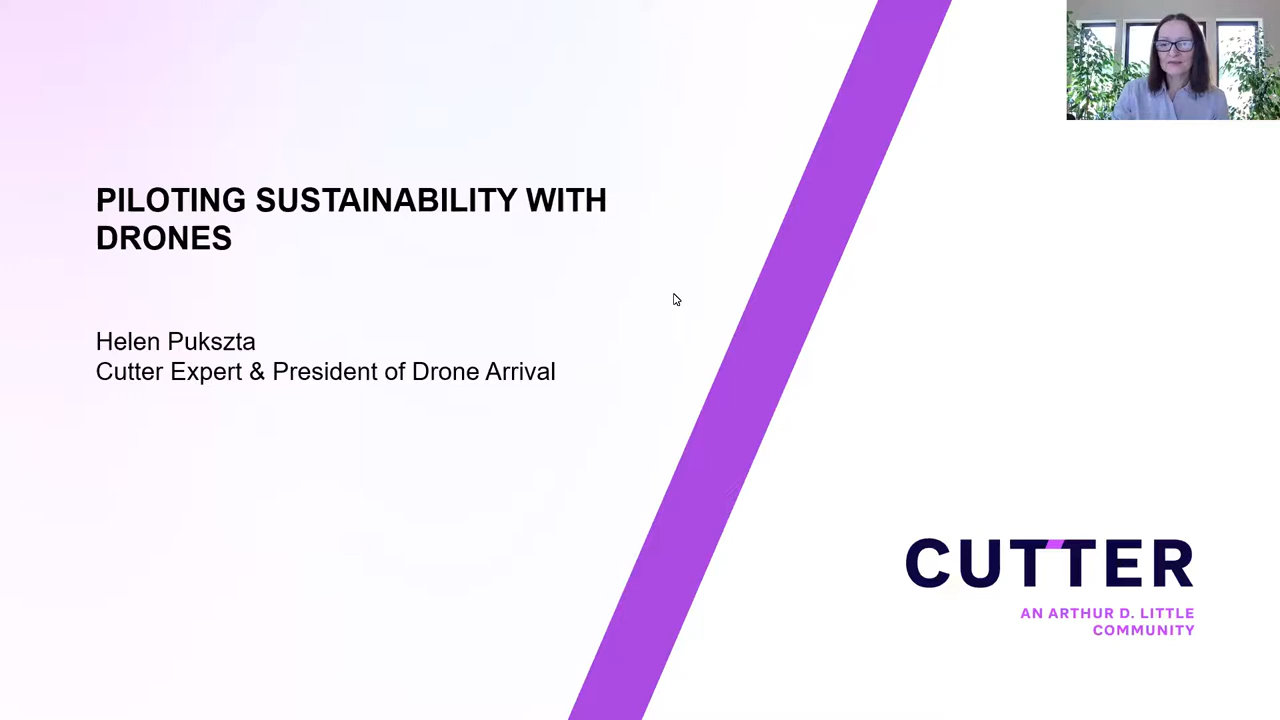 PILOTING SUSTAINABILITY WITH
DRONES
Helen Pukszta
Cutter Expert & President of Drone Arrival
CUTTER
AN ARTHUR D. LITTLE
COMMUNITY